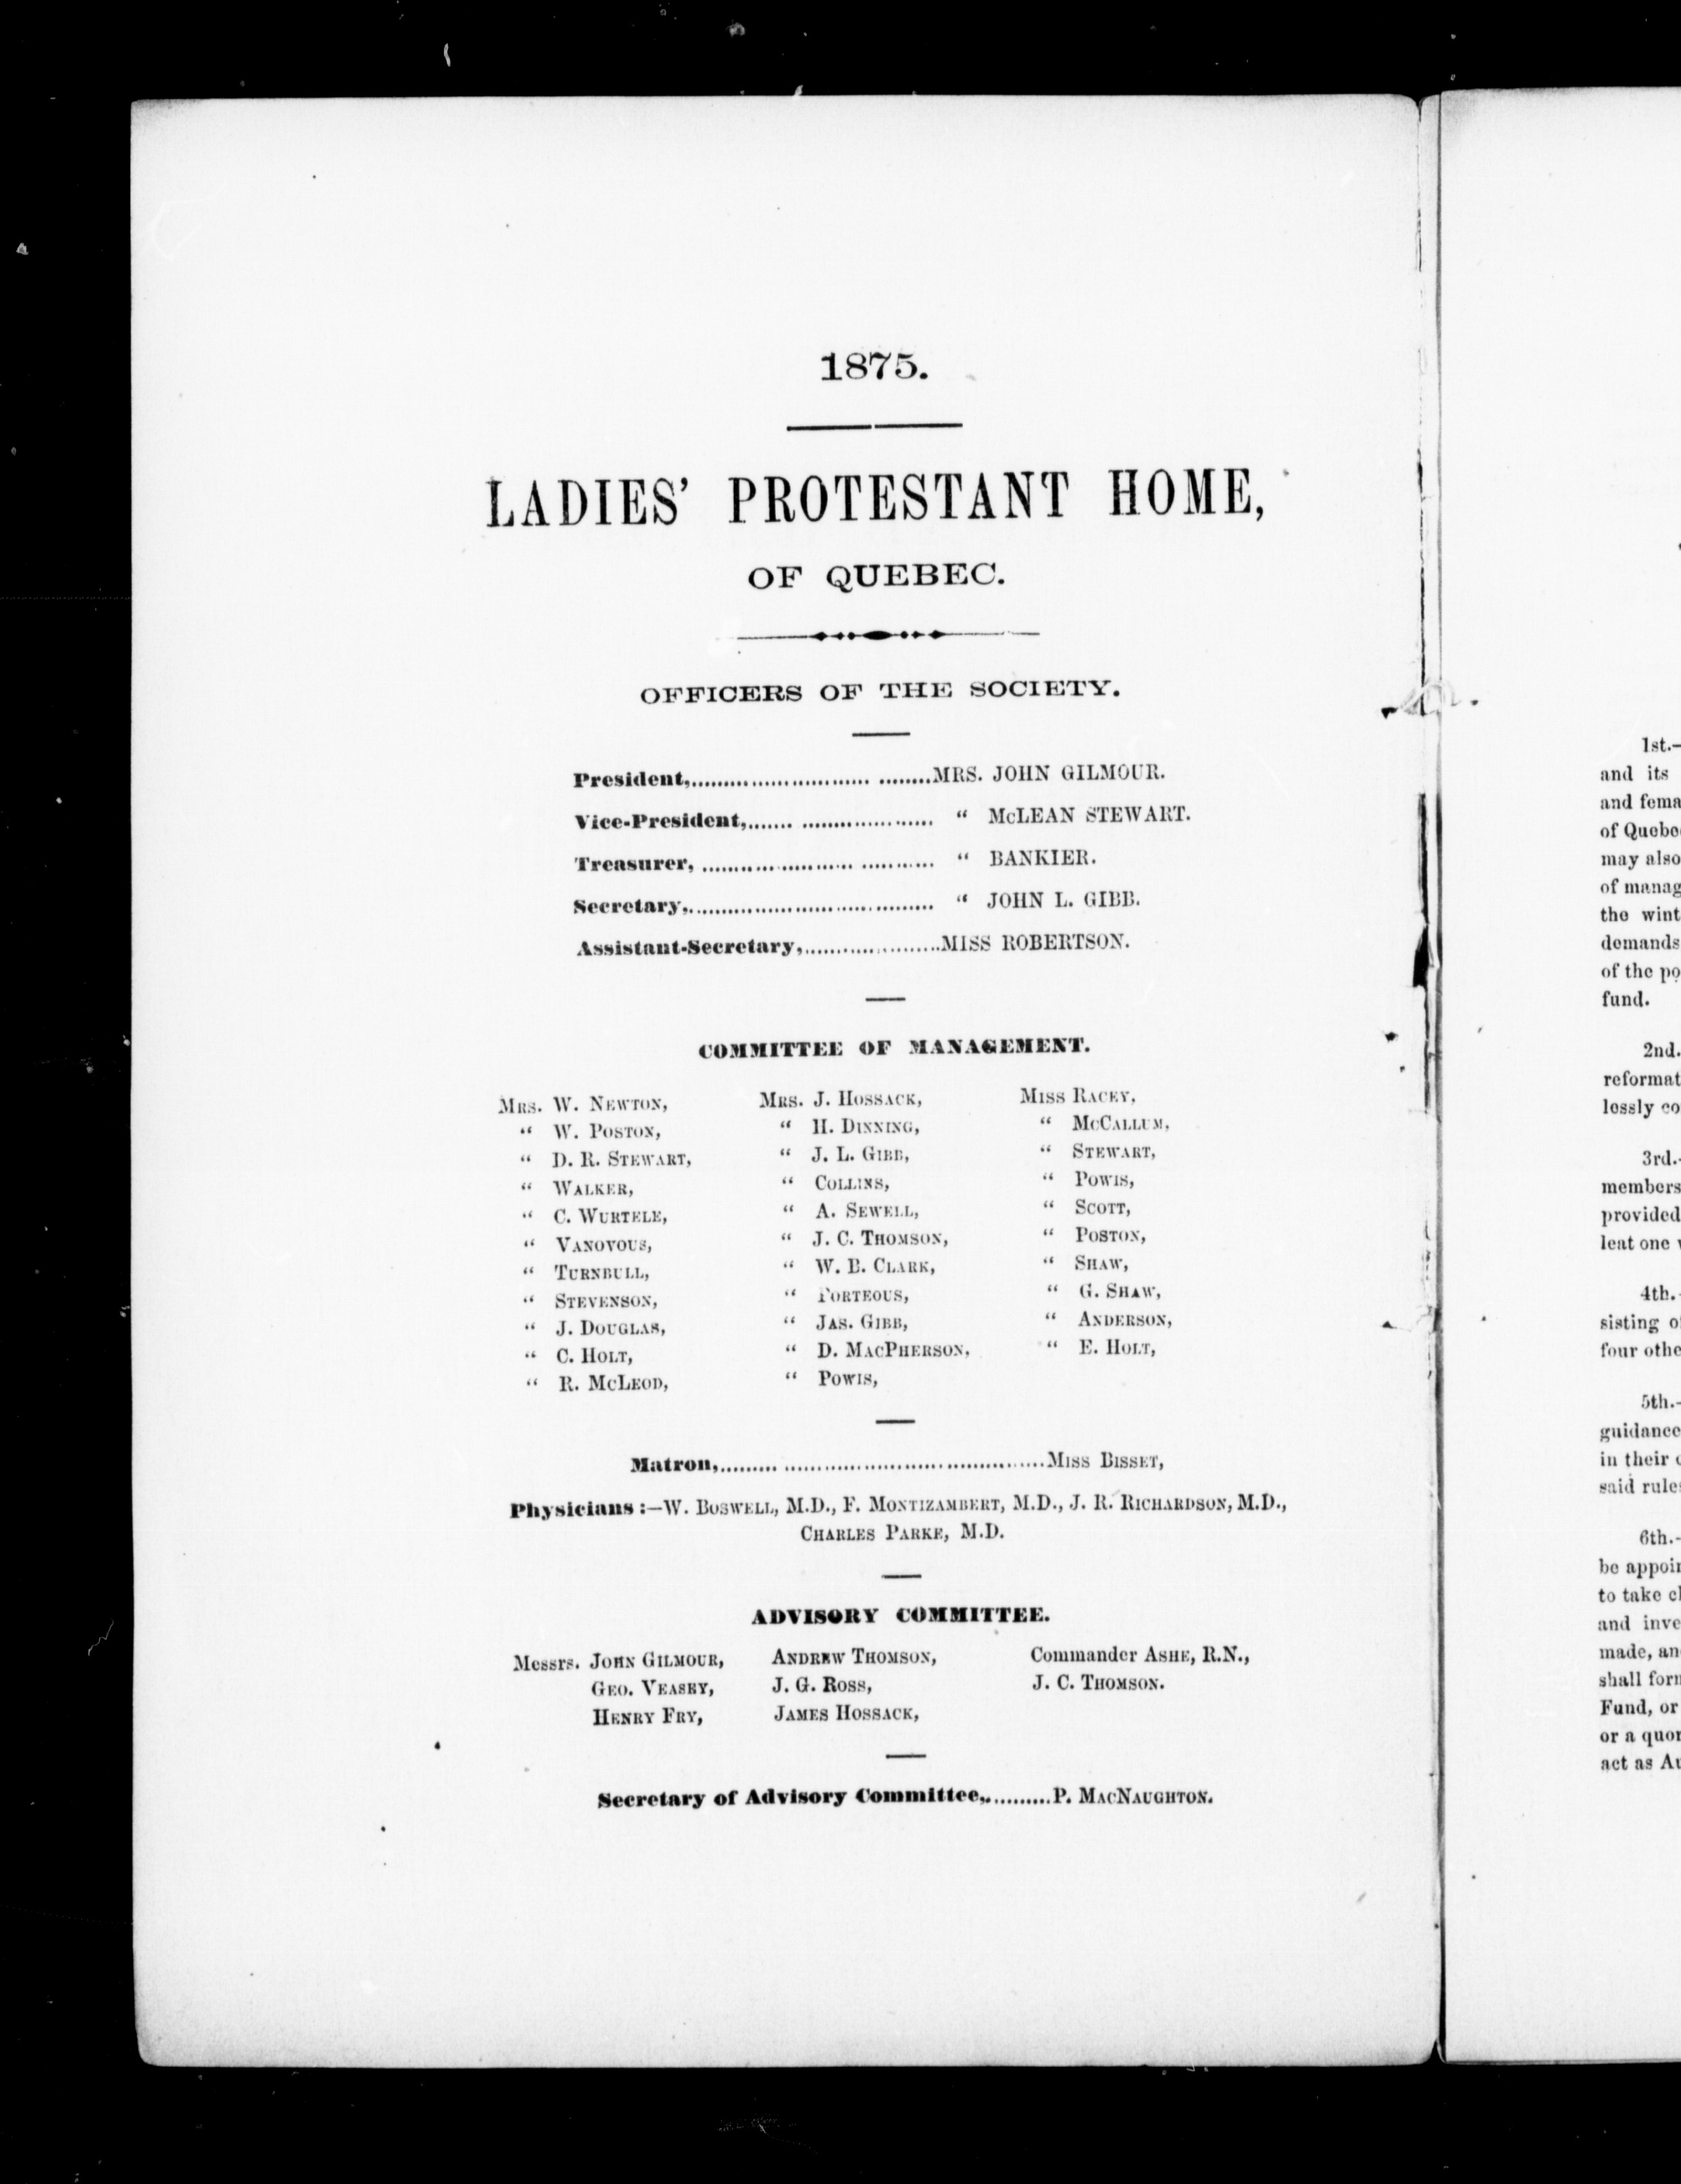 1875.
LADIES' PROTESTANT HOME,
OF QUEBEC.
OFFICERS OF THE SOCIETY.
President,.................................MRS. JOHN GILMOUR.
Vice-President,............................ " McLEAN STEWART.
Treasurer, ................................ " BANKIER.
Secretary,................................. " JOHN L. GIBB.
Assistant-Secretary,.....................MISS ROBERTSON.
COMMITTEE OF MANAGEMENT.
MRS. W. NEWTON, MRS. J. HOSSACK, MISS RACEY,
" W. POSTON, " H. DINNING, " McCALLUM,
" D. R. STEWART, " J. L. GIBB, " STEWART,
" WALKER, " COLLINS, " POWIS,
" C. WURTELE, " A. SEWELL, " SCOTT,
" VANOVOUS, " J. C. THOMSON, " POSTON,
" TURNBULL, " W. B. CLARK, " SHAW,
" STEVENSON, " PORTEOUS, " G. SHAW,
" J. DOUGLAS, " JAS. GIBB, " ANDERSON,
" C. HOLT, " D. MACPHERSON, " E. HOLT,
" R. McLEOD, " POWIS,
Matron,..................................................MISS BISSET,
Physicians :—W. BOSWELL, M.D., F. MONTIZAMBERT, M.D., J. R. RICHARDSON, M.D.,
CHARLES PARKE, M.D.
ADVISORY COMMITTEE.
Messrs. JOHN GILMOUR, ANDREW THOMSON, Commander ASHE, R.N.,
GEO. VEASEY, J. G. ROSS, J. C. THOMSON.
HENRY FRY, JAMES HOSSACK,
Secretary of Advisory Committee,..........P. MACNAUGHTON.
1st.—
and its
and fema
of Quebe
may also
of manag
the wint
demands
of the po
fund.
2nd.
reformat
lessly co
3rd.
members
provided
leat one
4th.
sisting o
four othe
5th.-
guidance
in their
said rule
6th.-
be appoi
to take cl
and inve
made, an
shall for
Fund, or
or a quo
act as A